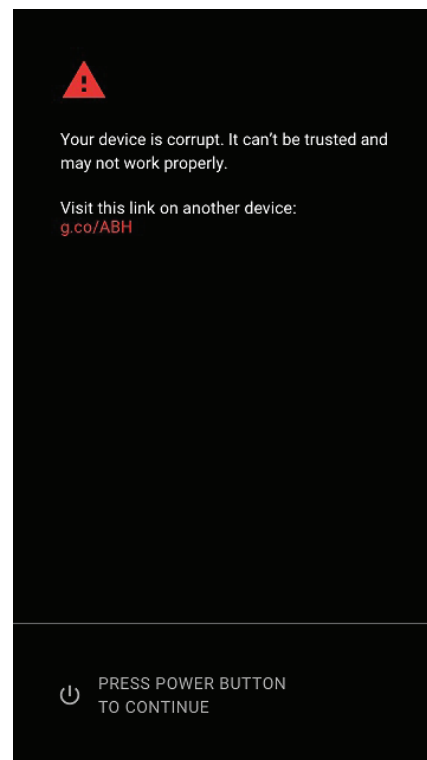 Your device is corrupt. It can't be trusted and
may not work properly.
Visit this link on another device:
g.co/ABH
PRESS POWER BUTTON
TO CONTINUE